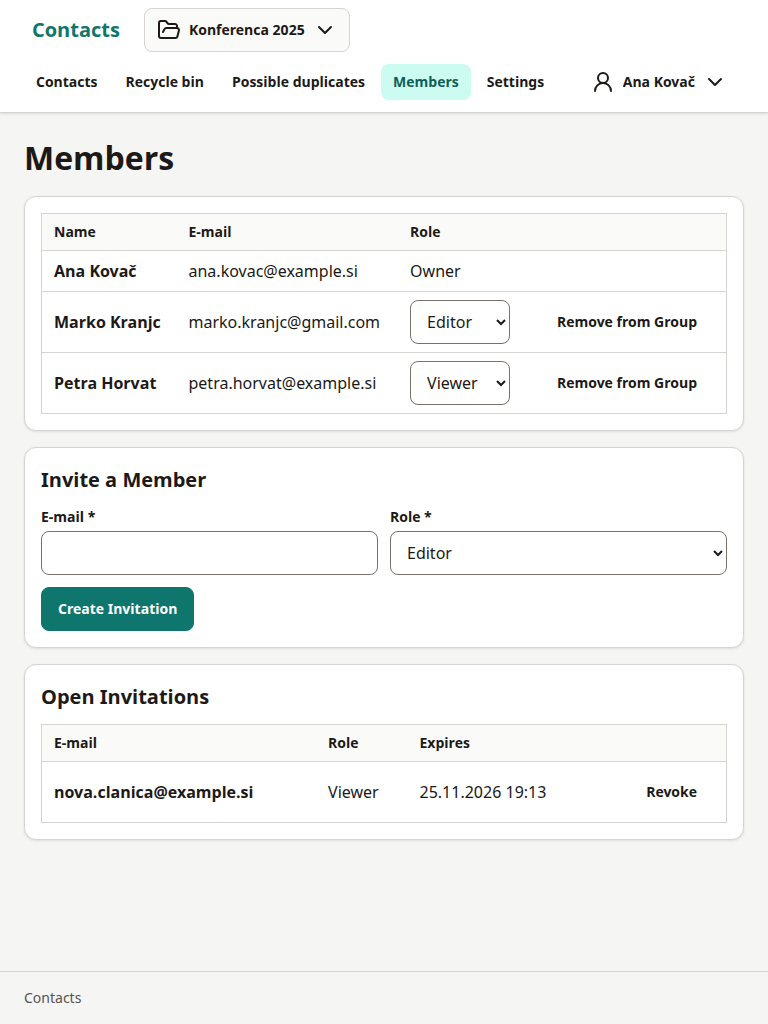 Contacts
Konferenca 2025
Contacts Recycle bin Possible duplicates Members Settings Ana Kovač
Members
Name E-mail Role
Ana Kovač ana.kovac@example.si Owner
Marko Kranjc marko.kranjc@gmail.com Editor Remove from Group
Petra Horvat petra.horvat@example.si Viewer Remove from Group
Invite a Member
E-mail * Role *
Editor
Create Invitation
Open Invitations
E-mail Role Expires
nova.clanica@example.si Viewer 25.11.2026 19:13 Revoke
Contacts